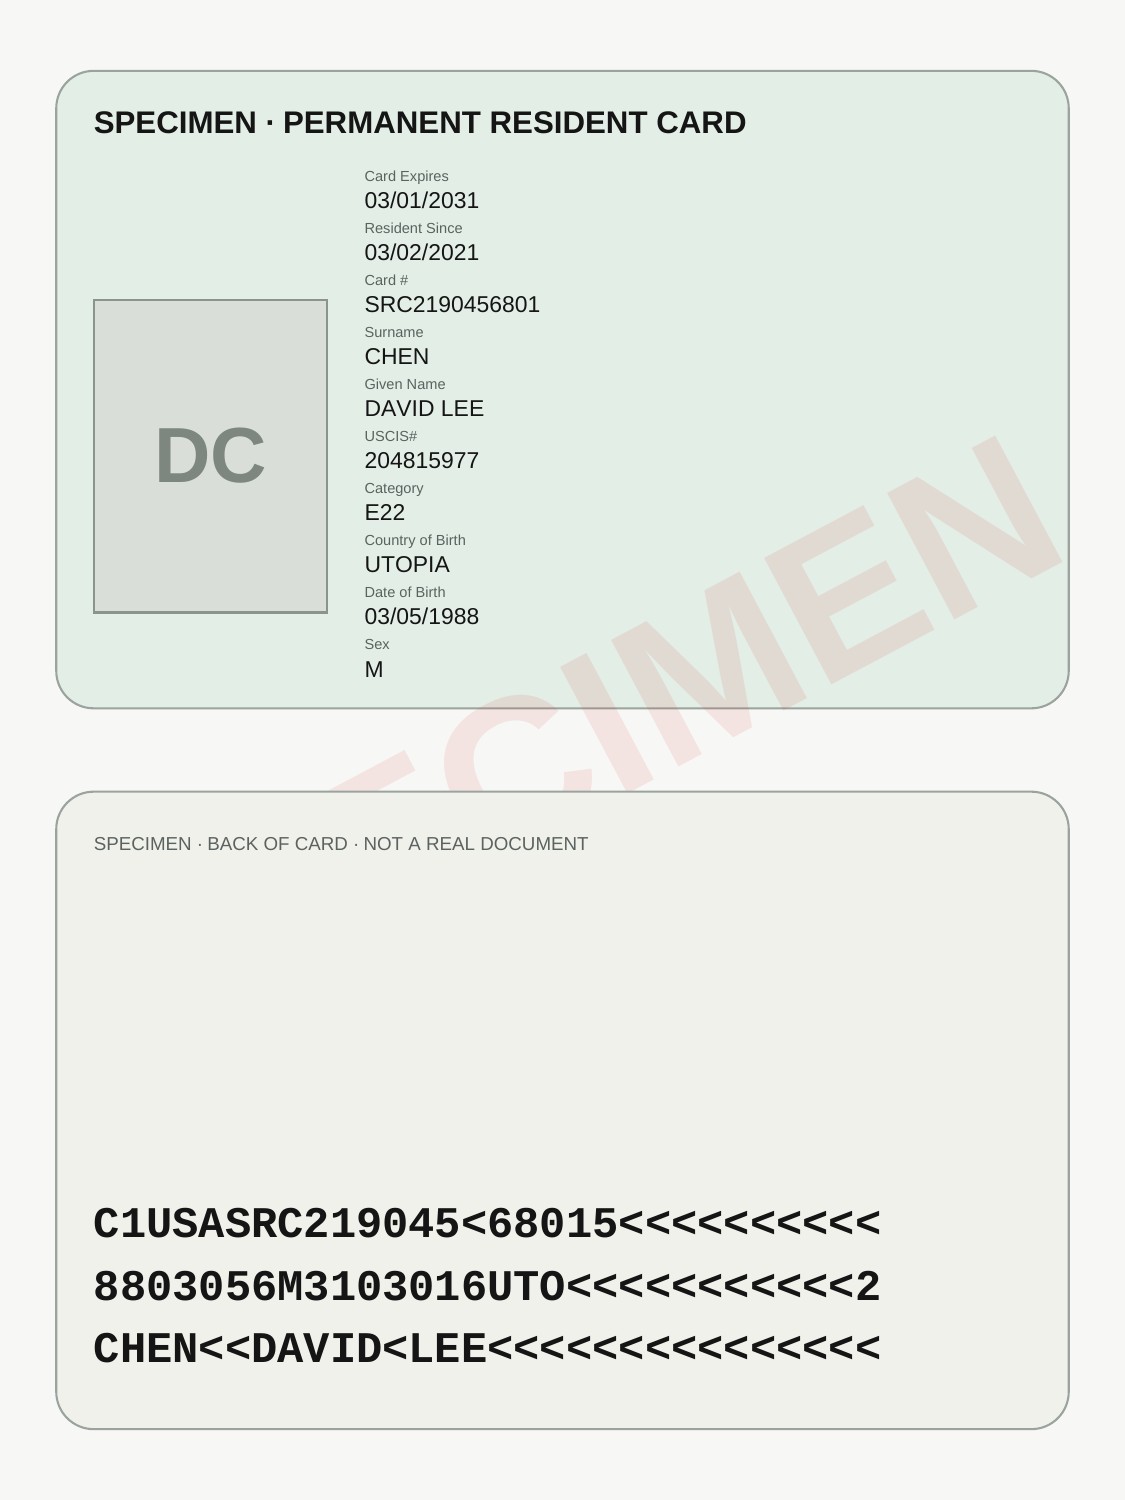 SPECIMEN · PERMANENT RESIDENT CARD
Card Expires
03/01/2031
Resident Since
03/02/2021
Card #
SRC2190456801
Surname
CHEN
Given Name
DAVID LEE
USCIS#
204815977
Category
E22
Country of Birth
UTOPIA
Date of Birth
03/05/1988
Sex
M
DC
ECIMEN
SPECIMEN · BACK OF CARD · NOT A REAL DOCUMENT
C1USASRC219045<68015<<<<<<<<<<
8803056M3103016UTO<<<<<<<<<<<2
CHEN<<DAVID<LEE<<<<<<<<<<<<<<<